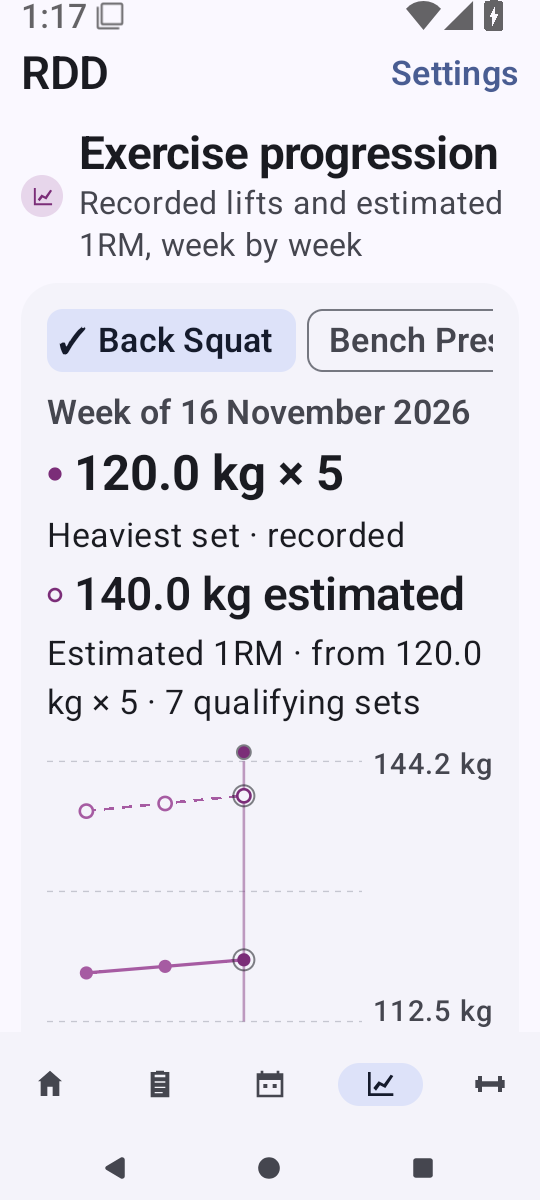 1:17
RDD
Settings
Exercise progression
Recorded lifts and estimated
1RM, week by week
✓ Back Squat
Bench Pres
Week of 16 November 2026
120.0 kg × 5
Heaviest set · recorded
140.0 kg estimated
Estimated 1RM · from 120.0
kg × 5 · 7 qualifying sets
144.2 kg
112.5 kg